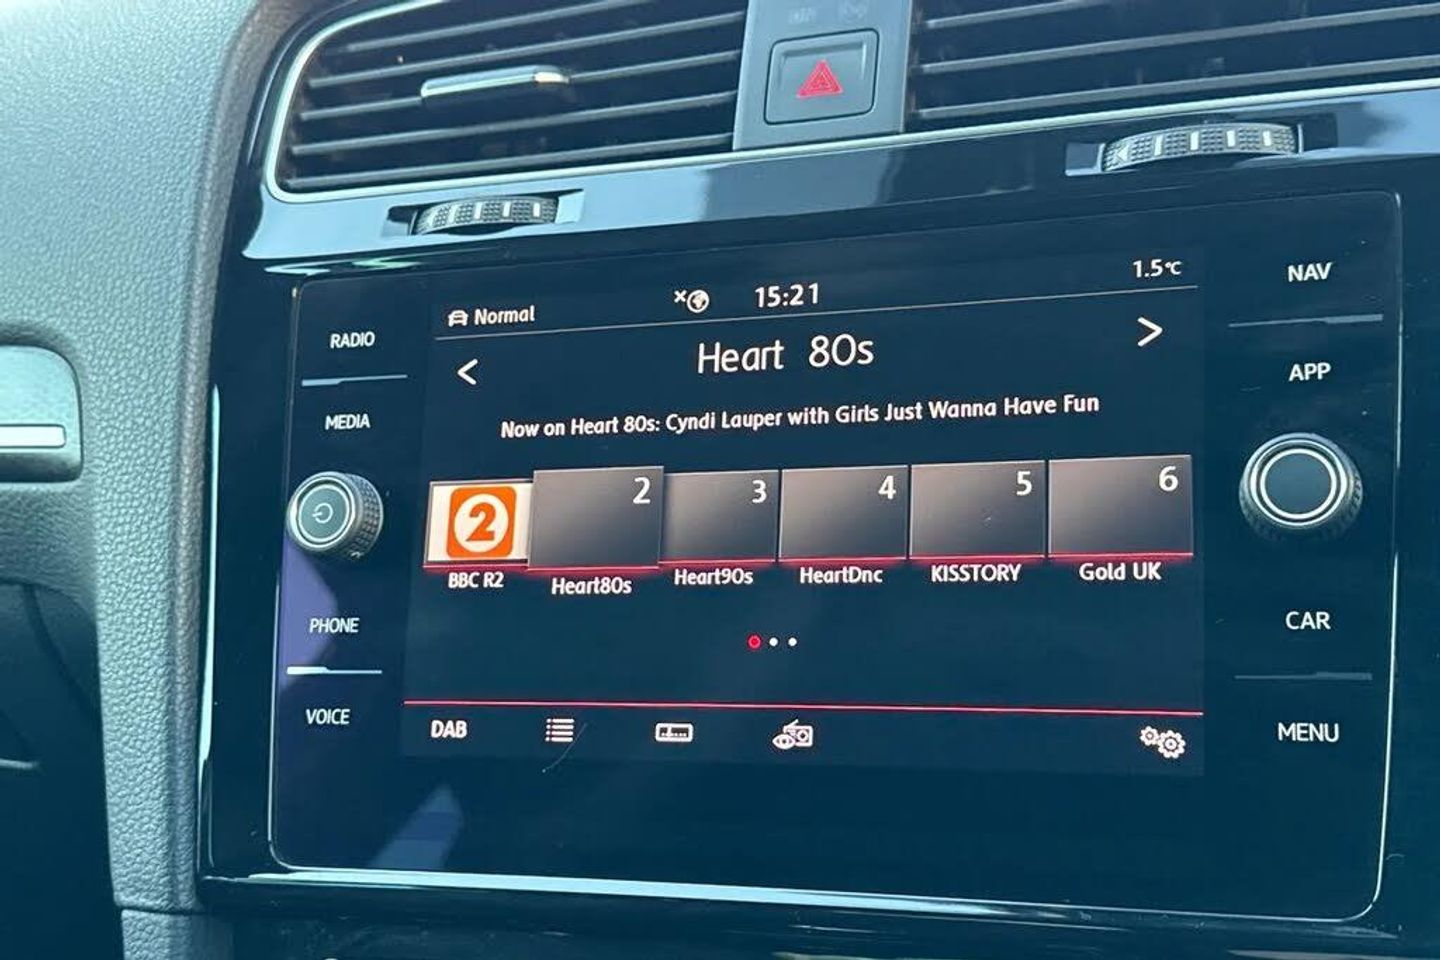 RADIO
MEDIA
PHONE
VOICE
Normal
15:21
1.5°C
<
Heart 80s
>
Now on Heart 80s: Cyndi Lauper with Girls Just Wanna Have Fun
2
2
3
4
5
6
BBC R2
Heart80s
Heart90s
HeartDnc
KISSTORY
Gold UK
DAB
NAV
APP
CAR
MENU